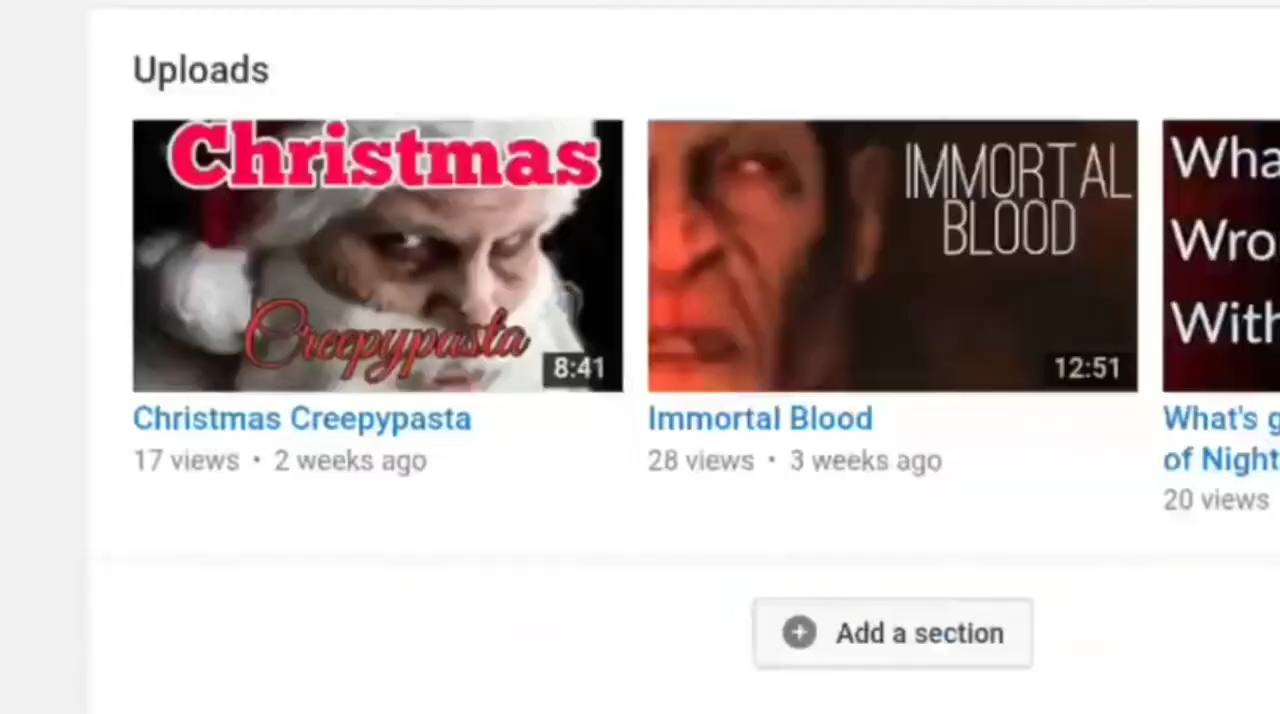 Uploads
Christmas
Creepypasta
8:41
IMMORTAL
BLOOD
12:51
Wha
Wro
With
Christmas Creepypasta
17 views • 2 weeks ago
Immortal Blood
28 views • 3 weeks ago
What's g
of Night
20 views
Add a section